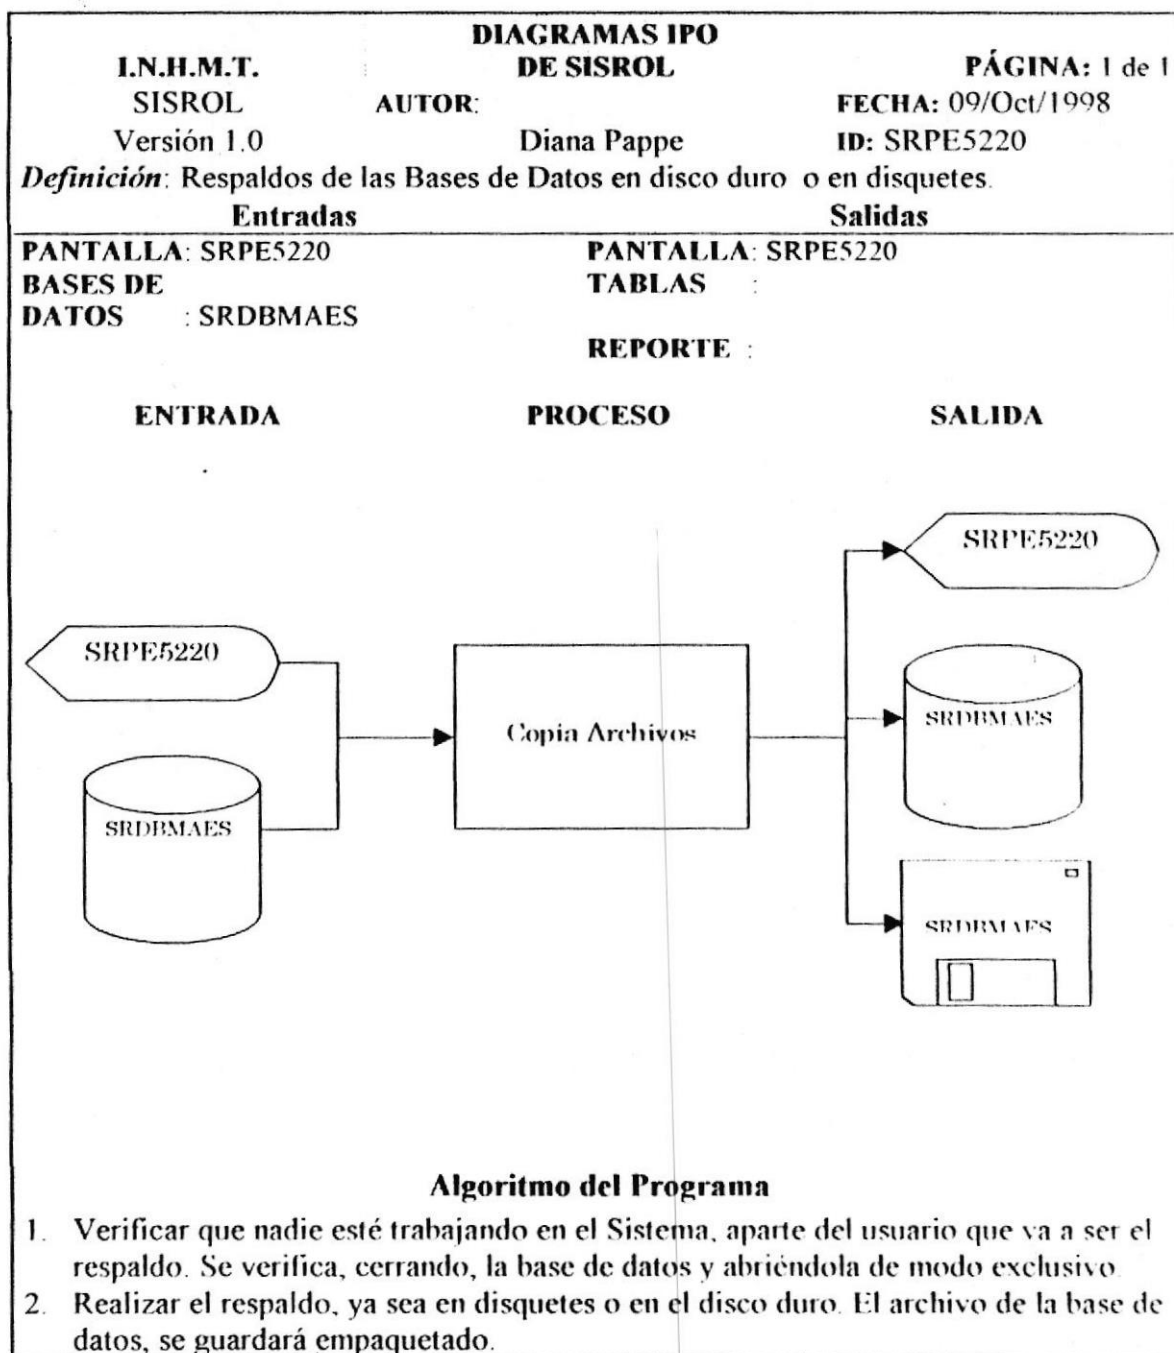 DIAGRAMAS IPO
I.N.H.M.T. DE SISROL PÁGINA: 1 de 1
SISROL AUTOR: FECHA: 09/Oct/1998
Versión 1.0 Diana Pappe ID: SRPE5220
Definición: Respaldos de las Bases de Datos en disco duro o en disquetes.
Entradas Salidas
PANTALLA: SRPE5220 PANTALLA: SRPE5220
BASES DE TABLAS :
DATOS : SRDBMAES
REPORTE :
ENTRADA PROCESO SALIDA
SRPE5220
SRPE5220
SRDBMAES
Copia Archivos
SRDBMAES
SRDBMAES
Algoritmo del Programa
1. Verificar que nadie esté trabajando en el Sistema, aparte del usuario que va a ser el
respaldo. Se verifica, cerrando, la base de datos y abriéndola de modo exclusivo.
2. Realizar el respaldo, ya sea en disquetes o en el disco duro. El archivo de la base de
datos, se guardará empaquetado.